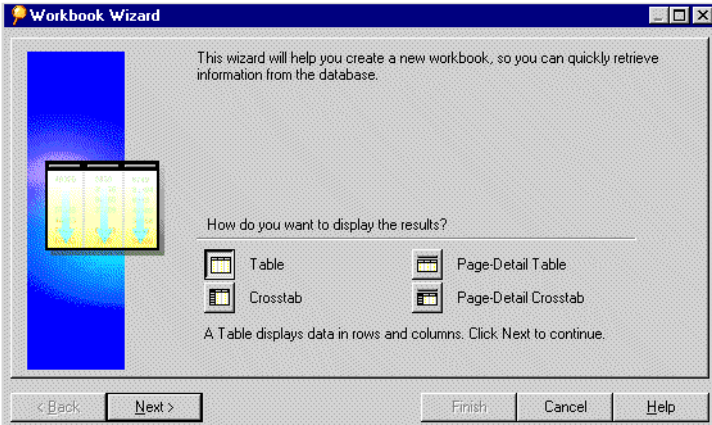 Workbook Wizard
This wizard will help you create a new workbook, so you can quickly retrieve
information from the database.
How do you want to display the results?
Table
Page-Detail Table
Crosstab
Page-Detail Crosstab
A Table displays data in rows and columns. Click Next to continue.
< Back
Next >
Finish
Cancel
Help